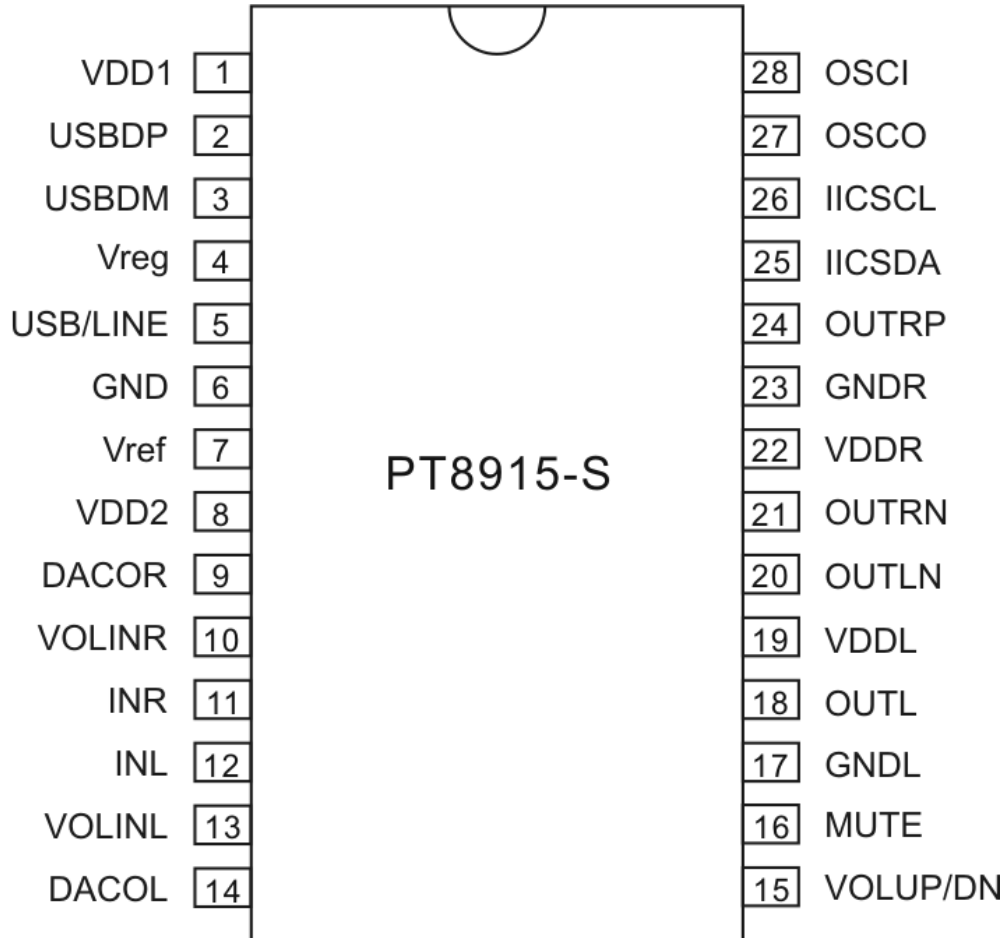 VDD1 1 28 OSCI
USBDP 2 27 OSCO
USBDM 3 26 IICSCL
Vreg 4 25 IICSDA
USB/LINE 5 24 OUTRP
GND 6 23 GNDR
Vref 7 22 VDDR
PT8915-S
VDD2 8 21 OUTRN
DACOR 9 20 OUTLN
VOLINR 10 19 VDDL
INR 11 18 OUTL
INL 12 17 GNDL
VOLINL 13 16 MUTE
DACOL 14 15 VOLUP/DN